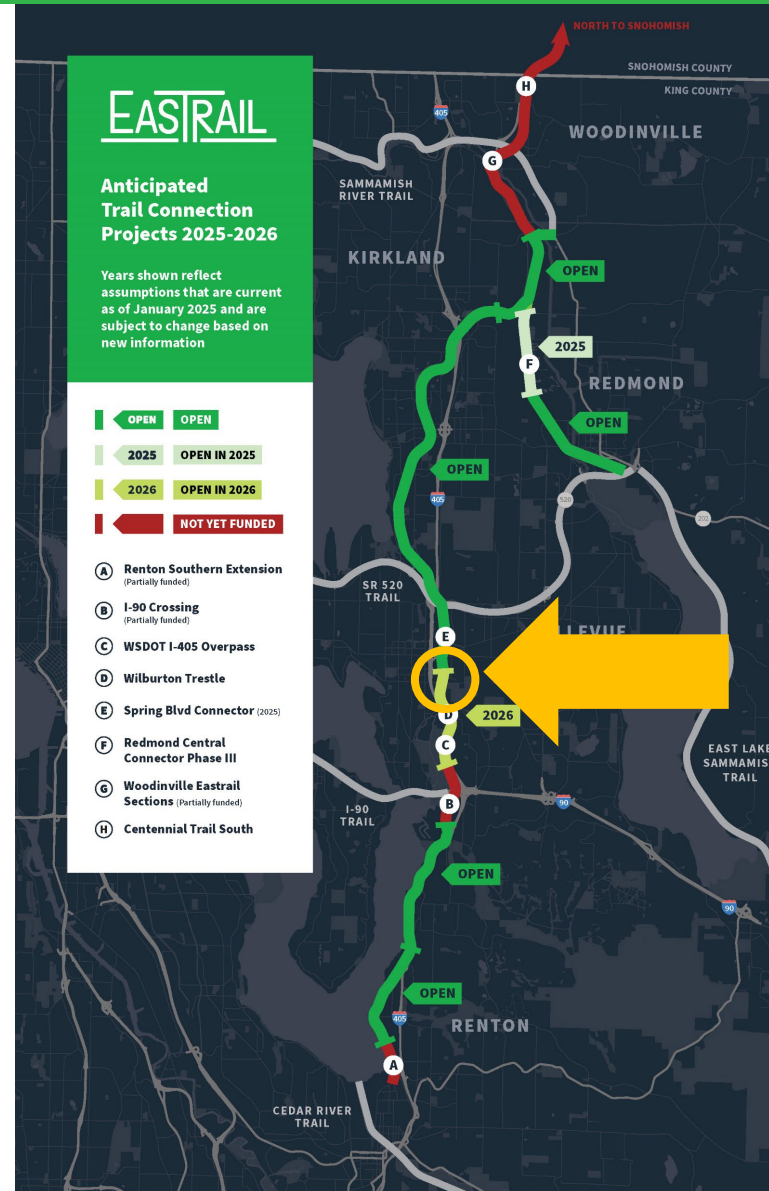 EASTRAIL
Anticipated
Trail Connection
Projects 2025-2026
Years shown reflect
assumptions that are current
as of January 2025 and are
subject to change based on
new information
OPEN OPEN
2025 OPEN IN 2025
2026 OPEN IN 2026
NOT YET FUNDED
A Renton Southern Extension
(Partially funded)
B I-90 Crossing
(Partially funded)
C WSDOT I-405 Overpass
D Wilburton Trestle
E Spring Blvd Connector (2025)
F Redmond Central
Connector Phase III
G Woodinville Eastrail
Sections (Partially funded)
H Centennial Trail South
NORTH TO SNOHOMISH
SNOHOMISH COUNTY
KING COUNTY
H
405
WOODINVILLE
G
SAMMAMISH
RIVER TRAIL
KIRKLAND
OPEN
2025
F
REDMOND
OPEN
OPEN
405
520
202
SR 520
TRAIL
E
LLEVUE
D
2026
C
EAST LAKE
SAMMAMIS
TRAIL
B
90
I-90
TRAIL
OPEN
90
OPEN
405
RENTON
A
CEDAR RIVER
TRAIL